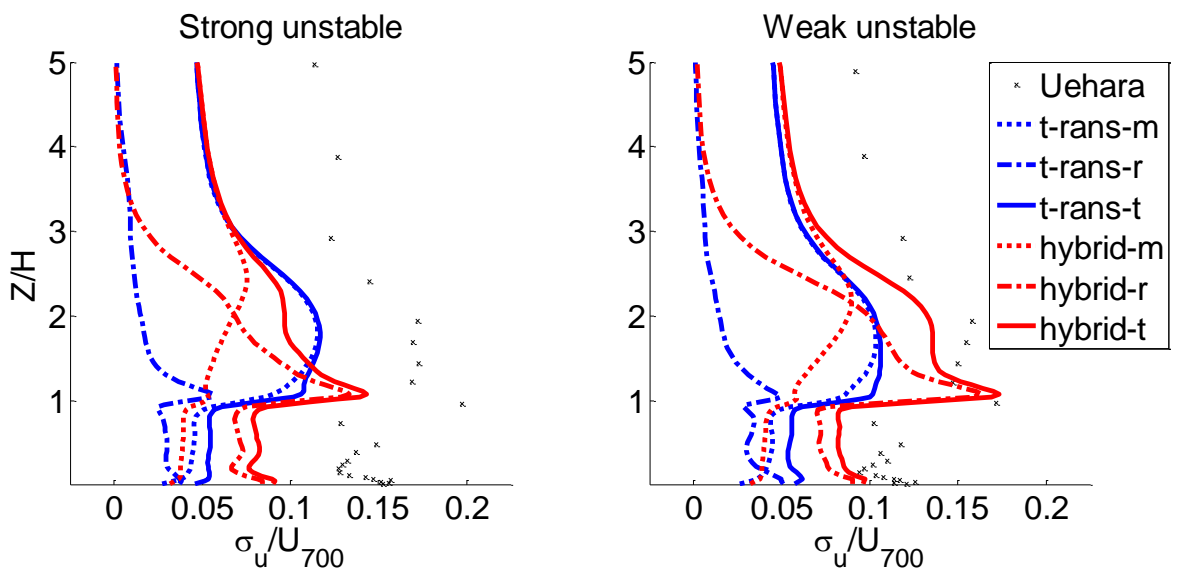 Strong unstable
5
4
3
2
1
Z/H
0
0.05
0.1
0.15
0.2
σu/U700
Weak unstable
5
4
3
2
1
0
0.05
0.1
0.15
0.2
σu/U700
Uehara
t-rans-m
t-rans-r
t-rans-t
hybrid-m
hybrid-r
hybrid-t